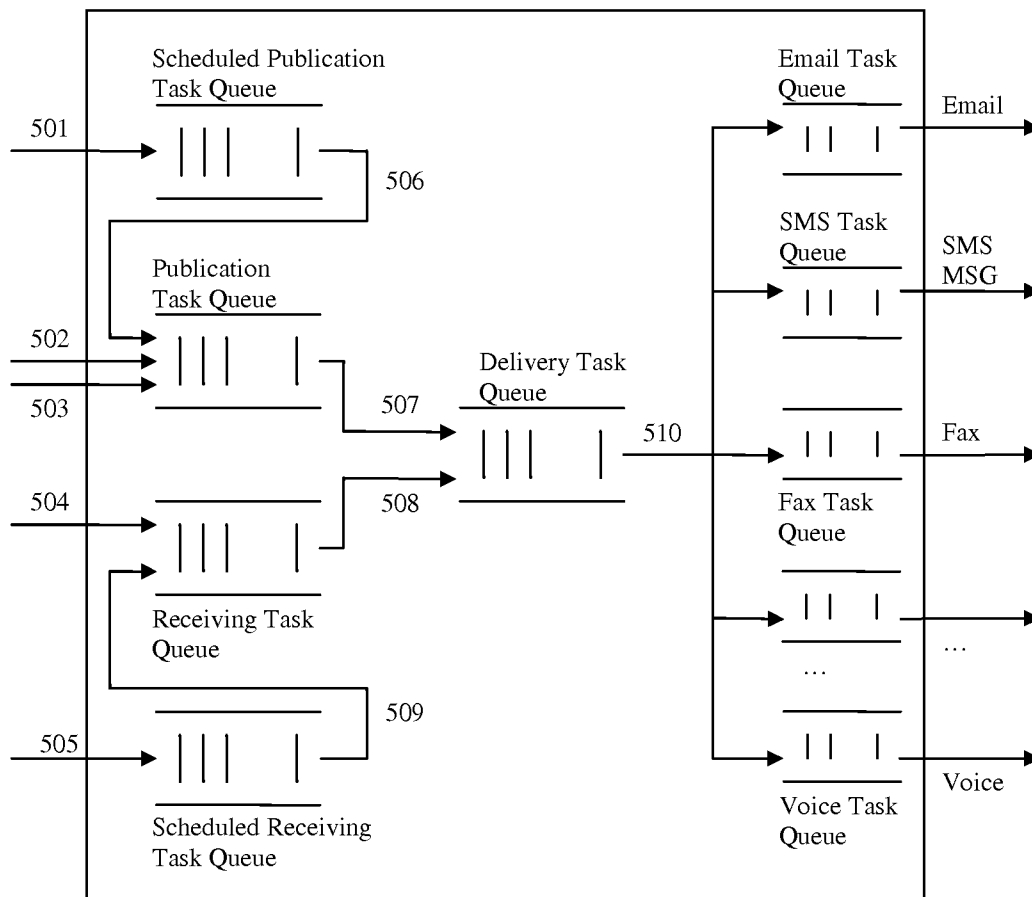 Scheduled Publication
Task Queue
501
506
Publication
Task Queue
502
503
507
Delivery Task
Queue
504
508
510
Receiving Task
Queue
509
505
Scheduled Receiving
Task Queue
Email Task
Queue
Email
SMS Task
Queue
SMS
MSG
Fax
Fax Task
Queue
...
...
Voice
Voice Task
Queue